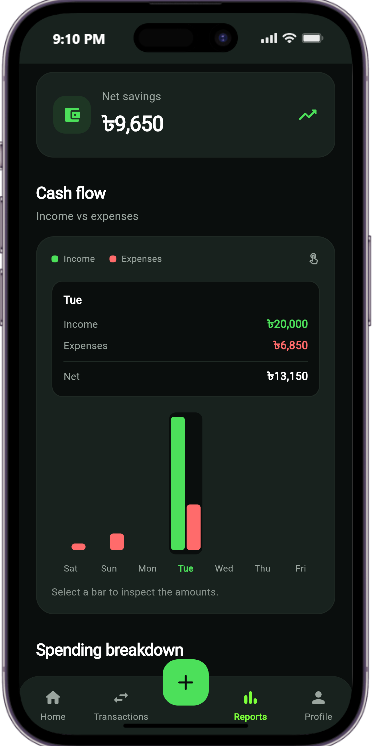 9:10 PM
Net savings
৳9,650
Cash flow
Income vs expenses
Income Expenses
Tue
Income ৳20,000
Expenses ৳6,850
Net ৳13,150
Sat Sun Mon Tue Wed Thu Fri
Select a bar to inspect the amounts.
Spending breakdown
+
Home Transactions Reports Profile